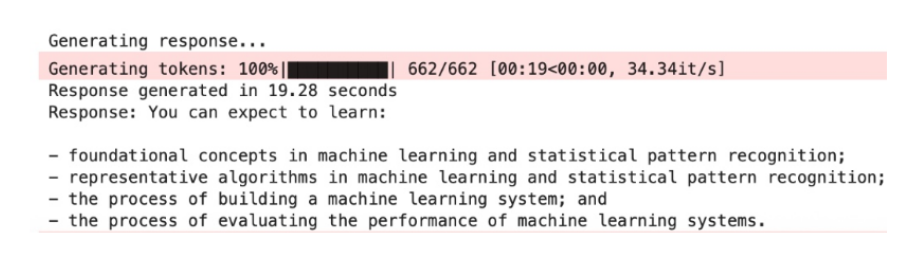 Generating response...
Generating tokens: 100%|██████████| 662/662 [00:19<00:00, 34.34it/s]
Response generated in 19.28 seconds
Response: You can expect to learn:
- foundational concepts in machine learning and statistical pattern recognition;
- representative algorithms in machine learning and statistical pattern recognition;
- the process of building a machine learning system; and
- the process of evaluating the performance of machine learning systems.